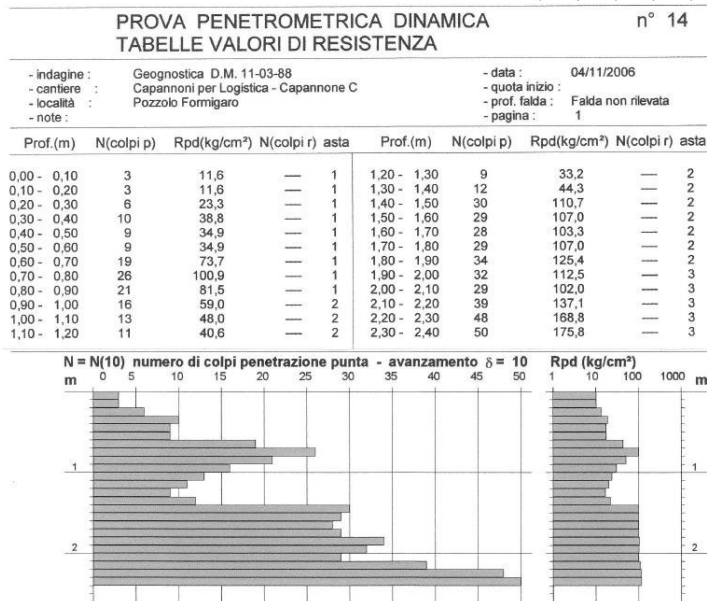 PROVA PENETROMETRICA DINAMICA n° 14
TABELLE VALORI DI RESISTENZA
- indagine : Geognostica D.M. 11-03-88 - data : 04/11/2006
- cantiere : Capannoni per Logistica - Capannone C - quota inizio :
- località : Pozzolo Formigaro - prof. falda : Falda non rilevata
- note : - pagina : 1
Prof.(m) N(colpi p) Rpd(kg/cm²) N(colpi r) asta Prof.(m) N(colpi p) Rpd(kg/cm²) N(colpi r) asta
0,00 - 0,10 3 11,6 — 1 1,20 - 1,30 9 33,2 — 2
0,10 - 0,20 3 11,6 — 1 1,30 - 1,40 12 44,3 — 2
0,20 - 0,30 6 23,3 — 1 1,40 - 1,50 30 110,7 — 2
0,30 - 0,40 10 38,8 — 1 1,50 - 1,60 29 107,0 — 2
0,40 - 0,50 9 34,9 — 1 1,60 - 1,70 28 103,3 — 2
0,50 - 0,60 9 34,9 — 1 1,70 - 1,80 29 107,0 — 2
0,60 - 0,70 19 73,7 — 1 1,80 - 1,90 34 125,4 — 2
0,70 - 0,80 26 100,9 — 1 1,90 - 2,00 32 112,5 — 3
0,80 - 0,90 21 81,5 — 1 2,00 - 2,10 29 102,0 — 3
0,90 - 1,00 16 59,0 — 2 2,10 - 2,20 39 137,1 — 3
1,00 - 1,10 13 48,0 — 2 2,20 - 2,30 48 168,8 — 3
1,10 - 1,20 11 40,6 — 2 2,30 - 2,40 50 175,8 — 3
N = N(10) numero di colpi penetrazione punta - avanzamento δ = 10 Rpd (kg/cm²)
m 0 5 10 15 20 25 30 35 40 45 50 1 10 100 1000 m
1 1
2 2